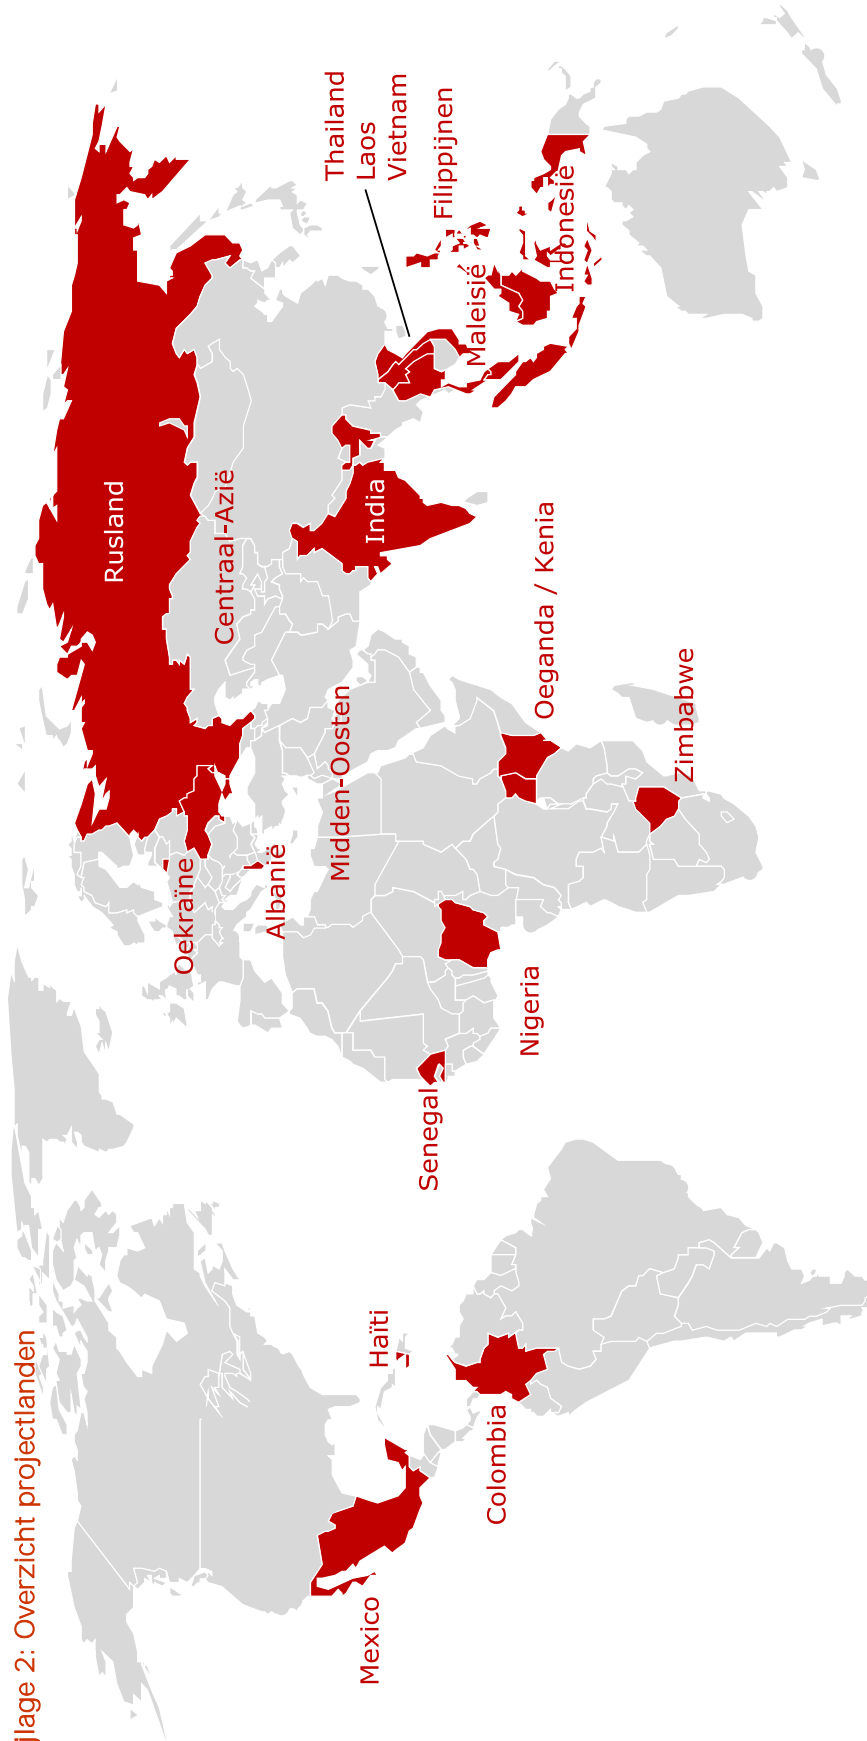 jlage 2: Overzicht projectlanden
Rusland
Centraal-Azië
Oekraïne
Albanië
Midden-Oosten
India
Thailand
Laos
Vietnam
Filippijnen
Maleisië
Indonesië
Haïti
Mexico
Colombia
Senegal
Nigeria
Oeganda / Kenia
Zimbabwe